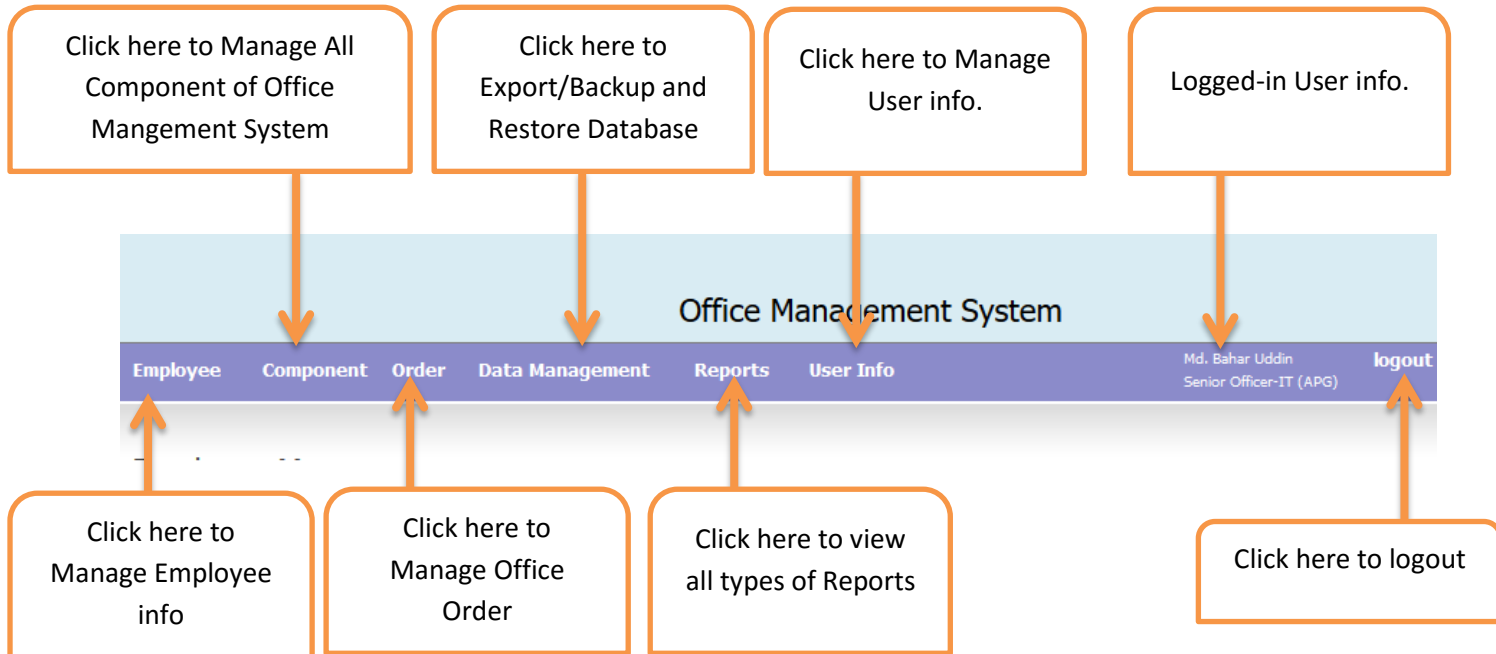 Click here to Manage All
Component of Office
Mangement System
Click here to
Export/Backup and
Restore Database
Click here to Manage
User info.
Logged-in User info.
Office Management System
Employee Component Order Data Management Reports User Info
Md. Bahar Uddin
Senior Officer-IT (APG)
logout
Click here to
Manage Employee
info
Click here to
Manage Office
Order
Click here to view
all types of Reports
Click here to logout